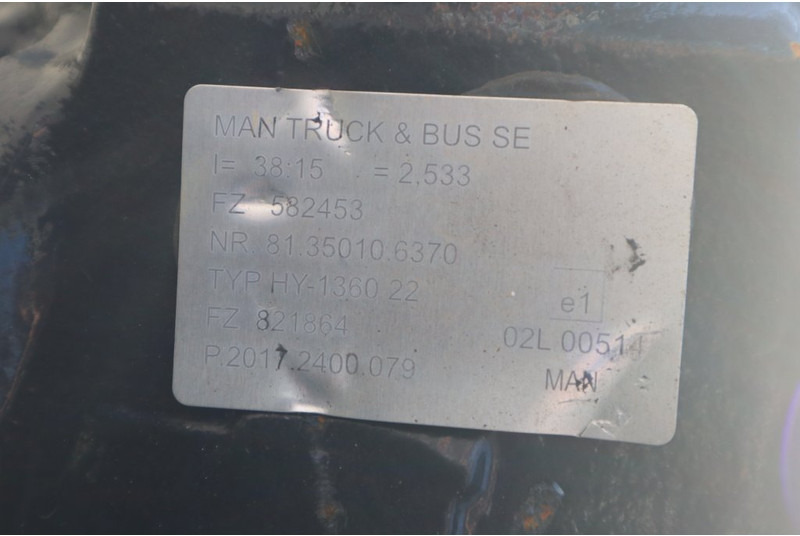 MAN TRUCK & BUS SE
I= 38:15 = 2,533
FZ 582453
NR 81.35010.6370
TYP HY-1360 22
e1
FZ 821864
02L 00514
P.2017.2400.079
MAN